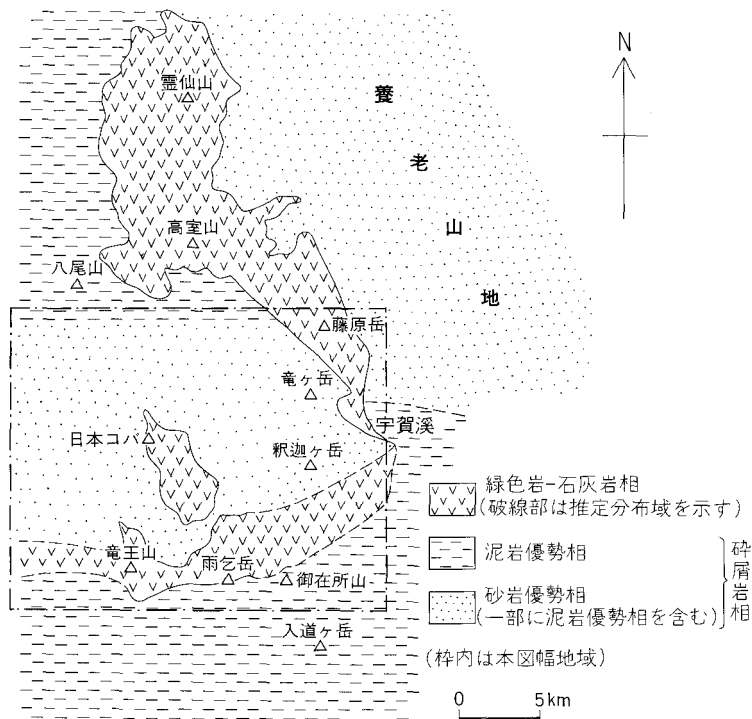 N
霊仙山
養
老
山
地
高室山
八尾山
藤原岳
竜ヶ岳
日本コバ
宇賀渓
釈迦ヶ岳
竜王山
雨乞岳
御在所山
入道ヶ岳
緑色岩-石灰岩相
(破線部は推定分布域を示す)
泥岩優勢相
砂岩優勢相
(一部に泥岩優勢相を含む)
砕屑岩相
(枠内は本図幅地域)
0 5km